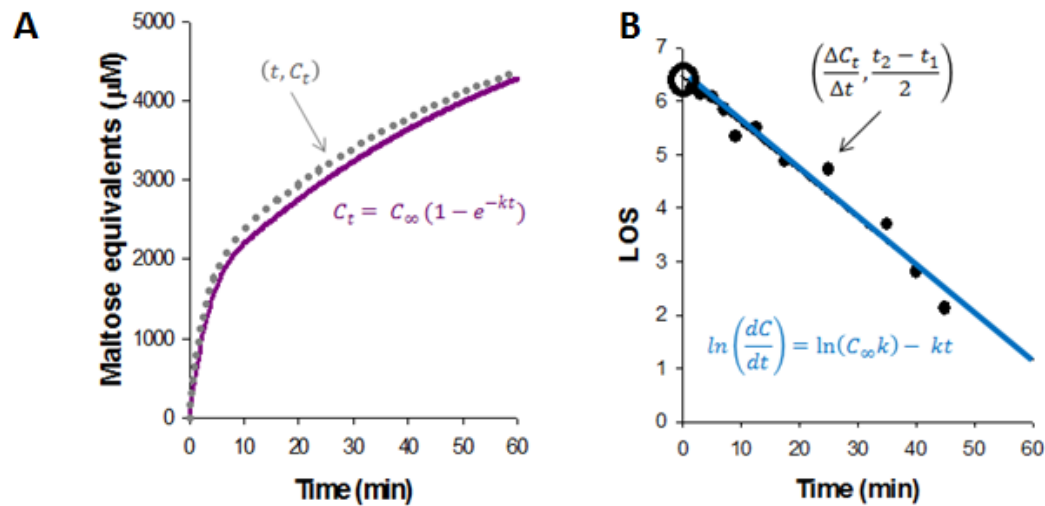 A
Maltose equivalents (µM)
5000
4000
3000
2000
1000
0
(t, C_t)
C_t = C_∞ (1 − e^{−kt})
0 10 20 30 40 50 60
Time (min)
B
LOS
7
6
5
4
3
2
1
0
(ΔC_t/Δt, t_2 − t_1/2)
ln(dC/dt) = ln(C_∞k) − kt
0 10 20 30 40 50 60
Time (min)